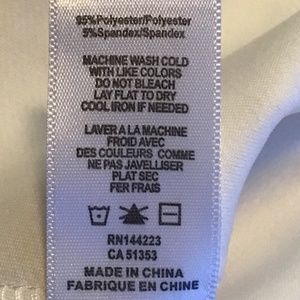 95%Polyester/Polyester
5%Spandex/Spandex
MACHINE WASH COLD
WITH LIKE COLORS
DO NOT BLEACH
LAY FLAT TO DRY
COOL IRON IF NEEDED
LAVER A LA MACHINE
FROID AVEC
DES COULEURS COMME
NE PAS JAVELLISER
PLAT SEC
FER FRAIS
RN144223
CA 51353
MADE IN CHINA
FABRIQUE EN CHINE